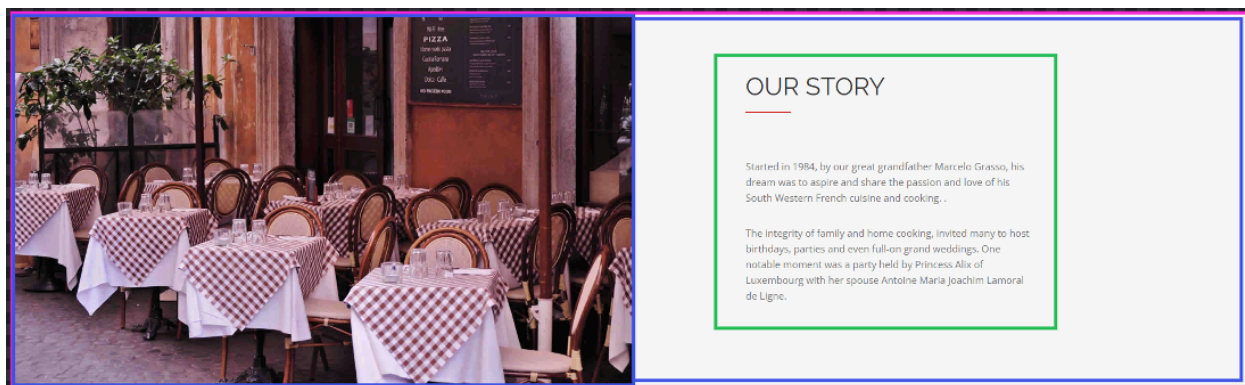 PIZZA
OUR STORY
Started in 1984, by our great grandfather Marcelo Grasso, his
dream was to aspire and share the passion and love of his
South Western French cuisine and cooking. .
The integrity of family and home cooking, invited many to host
birthdays, parties and even full-on grand weddings. One
notable moment was a party held by Princess Alix of
Luxembourg with her spouse Antoine Maria Joachim Lamoral
de Ligne.